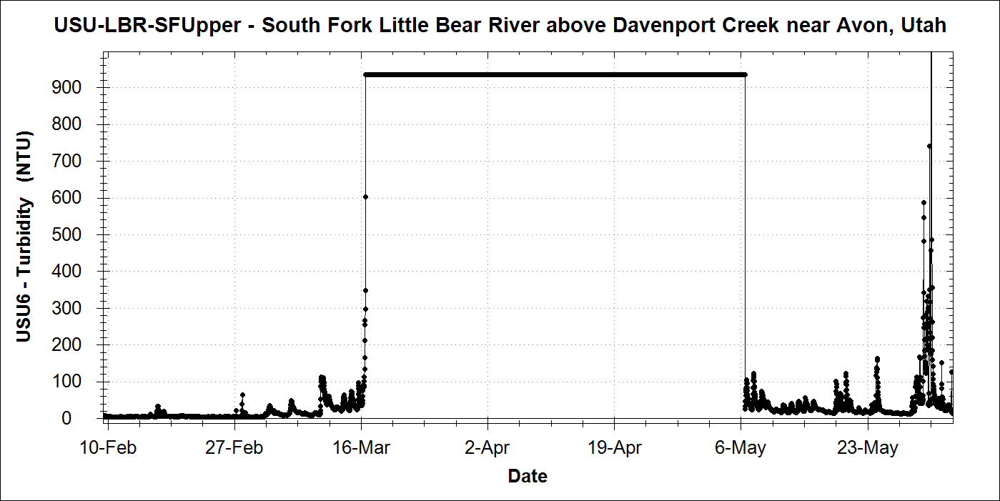 USU-LBR-SFUpper - South Fork Little Bear River above Davenport Creek near Avon, Utah
USU6 - Turbidity (NTU)
900
800
700
600
500
400
300
200
100
0
10-Feb 27-Feb 16-Mar 2-Apr 19-Apr 6-May 23-May
Date